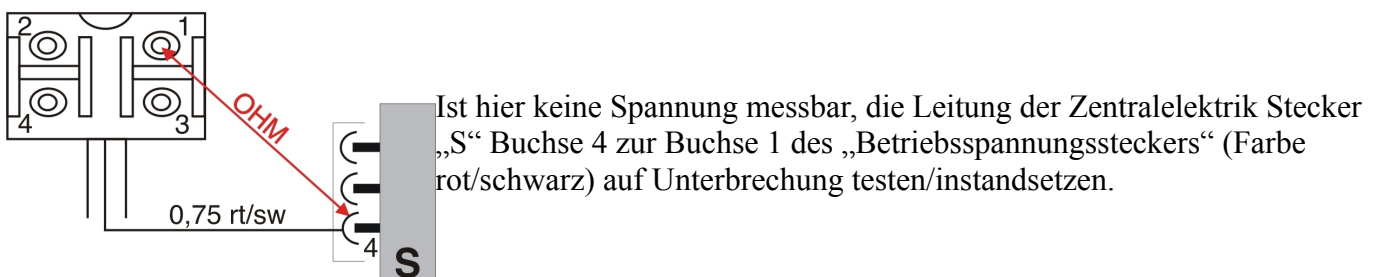 2
1
4
3
OHM
Ist hier keine Spannung messbar, die Leitung der Zentralelektrik Stecker
„S“ Buchse 4 zur Buchse 1 des „Betriebsspannungssteckers“ (Farbe
rot/schwarz) auf Unterbrechung testen/instandsetzen.
0,75 rt/sw
4
S